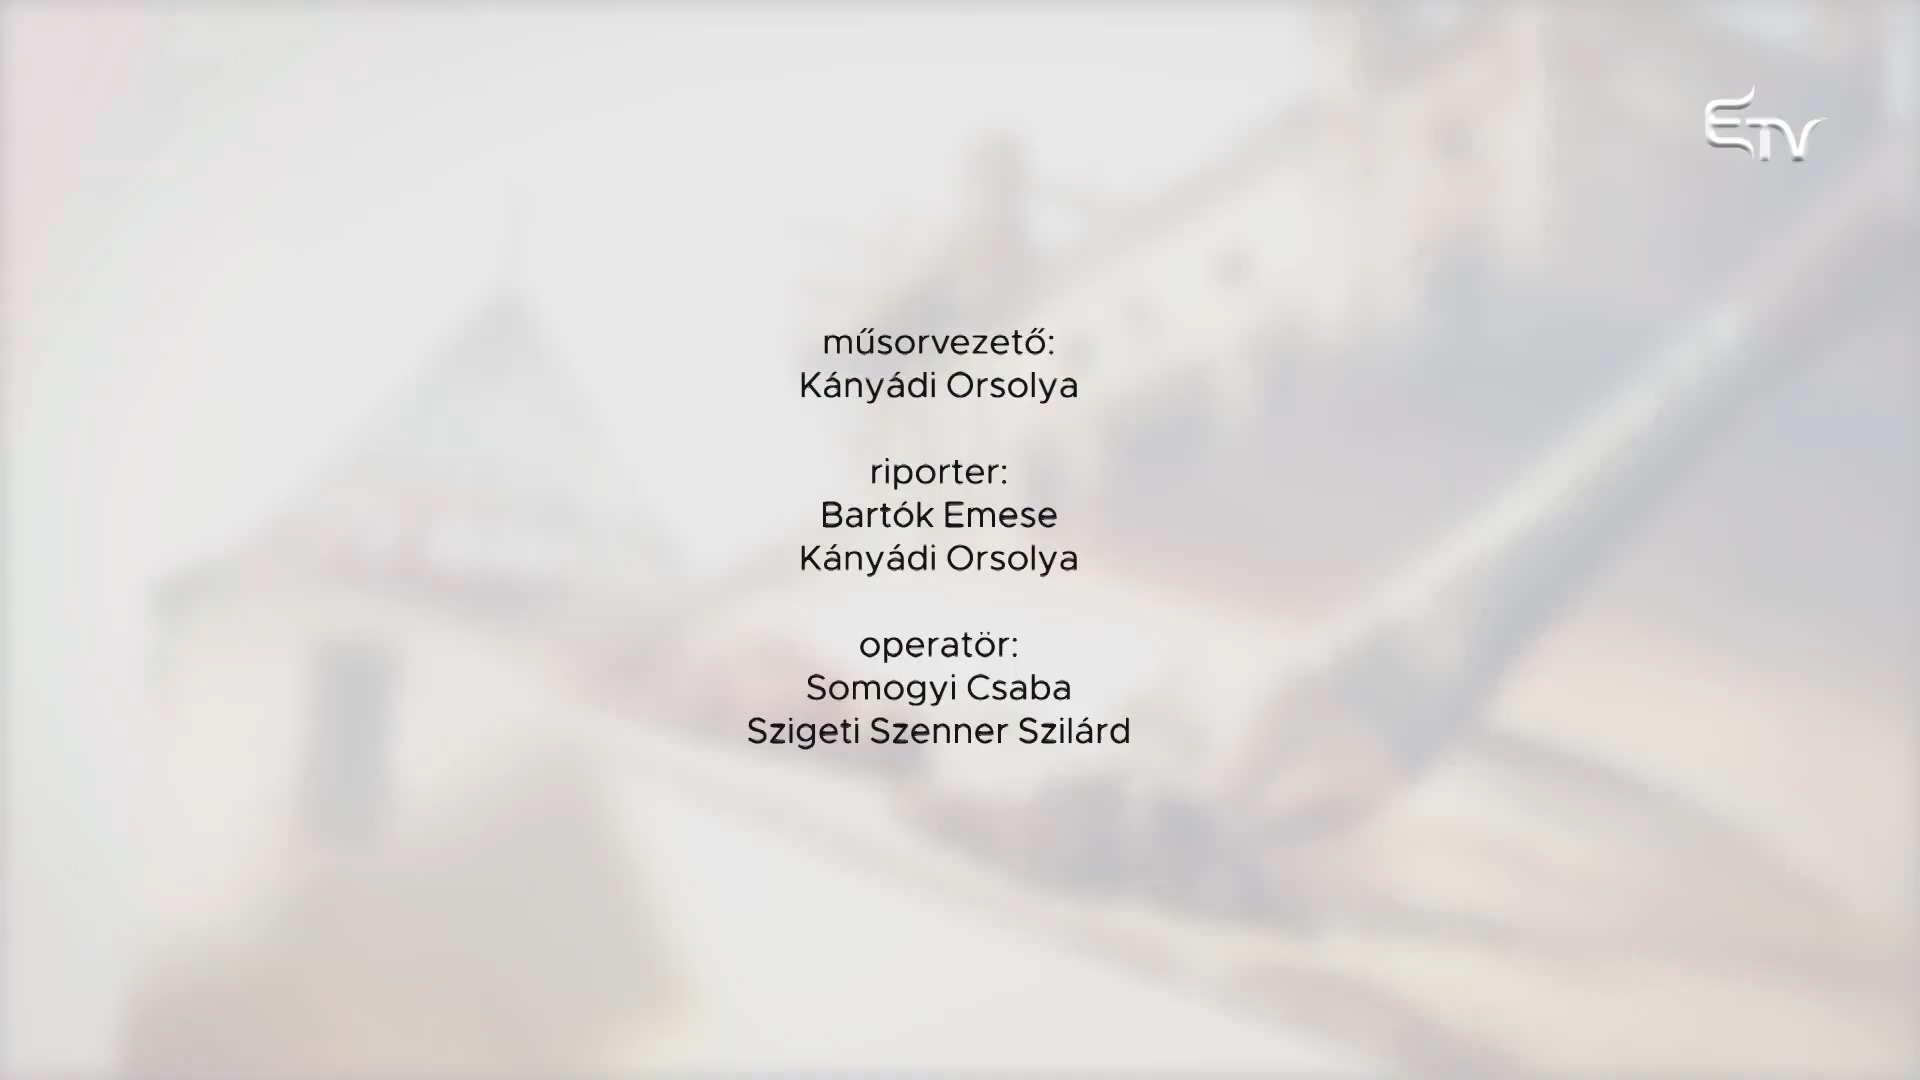 ETV
műsorvezető:
Kányádi Orsolya
riporter:
Bartók Emese
Kányádi Orsolya
operatör:
Somogyi Csaba
Szigeti Szenner Szilárd